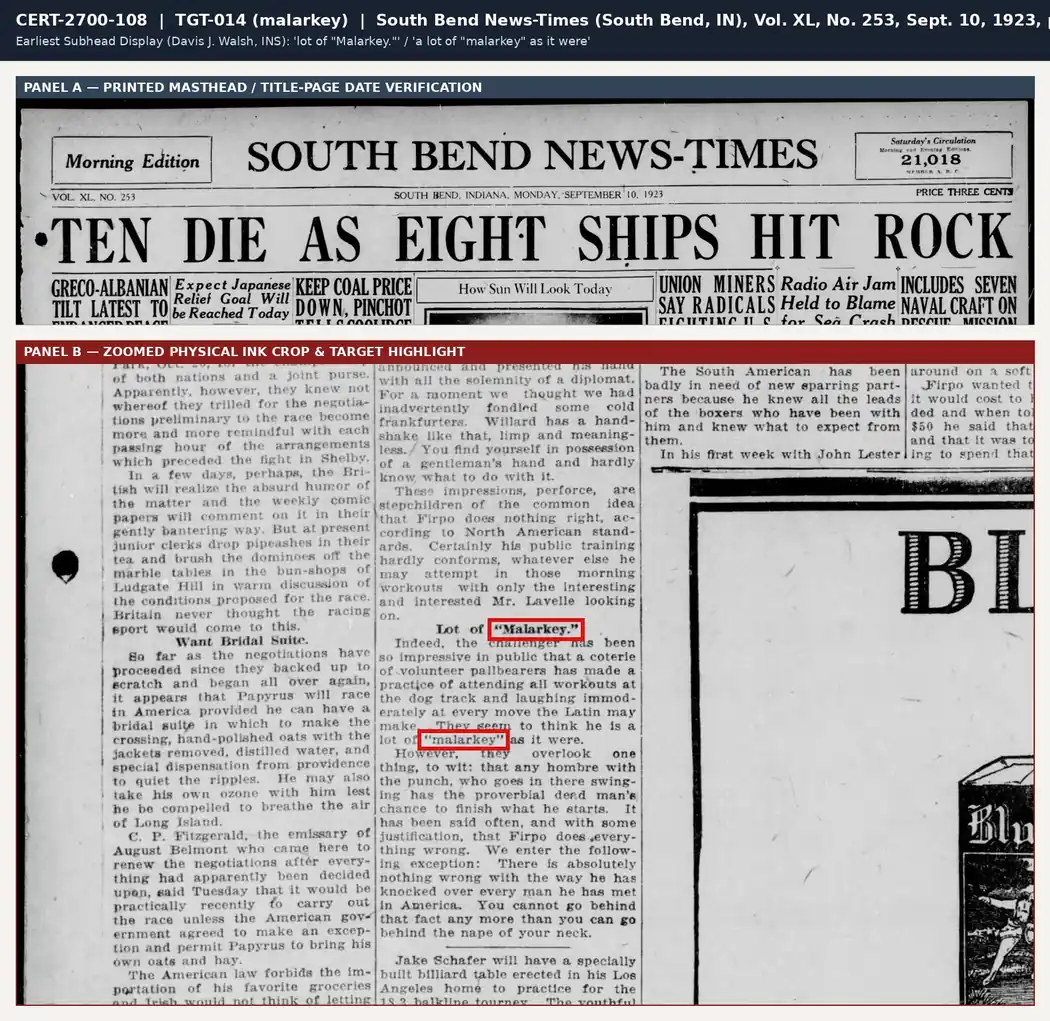 CERT-2700-108 | TGT-014 (malarkey) | South Bend News-Times (South Bend, IN), Vol. XL, No. 253, Sept. 10, 1923,
Earliest Subhead Display (Davis J. Walsh, INS): 'lot of "Malarkey."' / 'a lot of "malarkey" as it were'
PANEL A — PRINTED MASTHEAD / TITLE-PAGE DATE VERIFICATION
Morning Edition
SOUTH BEND NEWS-TIMES
Saturday's Circulation
Morning and Evening Editions.
21,018
MEMBER A. B. C.
VOL. XL, NO. 253
SOUTH BEND, INDIANA, MONDAY, SEPTEMBER 10, 1923
PRICE THREE CENTS
TEN DIE AS EIGHT SHIPS HIT ROCK
GRECO-ALBANIAN
TILT LATEST TO
ENDANGERED PEACE
Expect Japanese
Relief Goal Will
be Reached Today
KEEP COAL PRICE
DOWN, PINCHOT
TELLS COOLIDGE
How Sun Will Look Today
UNION MINERS
SAY RADICALS
FIGHTING U. S.
Radio Air Jam
Held to Blame
for Sea Crash
INCLUDES SEVEN
NAVAL CRAFT ON
RESCUE MISSION
PANEL B — ZOOMED PHYSICAL INK CROP & TARGET HIGHLIGHT
of both nations and a joint purse.
Apparently, however, they knew not
whereof they trilled for the negotia-
tions preliminary to the race become
more and more remindful with each
passing hour of the arrangements
which preceded the fight in Shelby.
In a few days, perhaps, the Bri-
tish will realize the absurd humor of
the matter and the weekly comic
papers will comment on it in their
gently bantering way. But at present
junior clerks drop pipeashes in their
tea and brush the dominoes off the
marble tables in the bun-shops of
Ludgate Hill in warm discussion of
the conditions proposed for the race.
Britain never thought the racing
sport would come to this.
Want Bridal Suite.
So far as the negotiations have
proceeded since they backed up to
scratch and began all over again,
it appears that Papyrus will race
in America provided he can have a
bridal suite in which to make the
crossing, hand-polished oats with the
jackets removed, distilled water, and
special dispensation from providence
to quiet the ripples. He may also
take his own ozone with him lest
he be compelled to breathe the air
of Long Island.
C. P. Fitzgerald, the emissary of
August Belmont who came here to
renew the negotiations after every-
thing had apparently been decided
upon, said Tuesday that it would be
practically recently to carry out
the race unless the American gov-
ernment agreed to make an excep-
tion and permit Papyrus to bring his
own oats and hay.
The American law forbids the im-
portation of his favorite groceries
and Irish would not think of letting
announced and presented his hand
with all the solemnity of a diplomat.
For a moment we thought we had
inadvertently fondled some cold
frankfurters. Willard has a hand-
shake like that, limp and meaning-
less. You find yourself in possession
of a gentleman's hand and hardly
know what to do with it.
These impressions, perforce, are
stepchildren of the common idea
that Firpo does nothing right, ac-
cording to North American stand-
ards. Certainly his public training
hardly conforms, whatever else he
may attempt in those morning
workouts with only the interesting
and interested Mr. Lavelle looking
on.
Lot of "Malarkey."
Indeed, the challenger has been
so impressive in public that a coterie
of volunteer pallbearers has made a
practice of attending all workouts at
the dog track and laughing immod-
erately at every move the Latin may
make. They seem to think he is a
lot of "malarkey" as it were.
However, they overlook one
thing, to wit: that any hombre with
the punch, who goes in there swing-
ing has the proverbial dead man's
chance to finish what he starts. It
has been said often, and with some
justification, that Firpo does every-
thing wrong. We enter the follow-
ing exception: There is absolutely
nothing wrong with the way he has
knocked over every man he has met
in America. You cannot go behind
that fact any more than you can go
behind the nape of your neck.
Jake Schafer will have a specially
built billiard table erected in his Los
Angeles home to practice for the
18.2 balkline tourney. The youthful
The South American has been
badly in need of new sparring part-
ners because he knew all the leads
of the boxers who have been with
him and knew what to expect from
them.
In his first week with John Lester
around on a soft
Firpo wanted t
it would cost to
ded and when to
$50 he said that
and that it was to
ing to spend that
BL
Blu